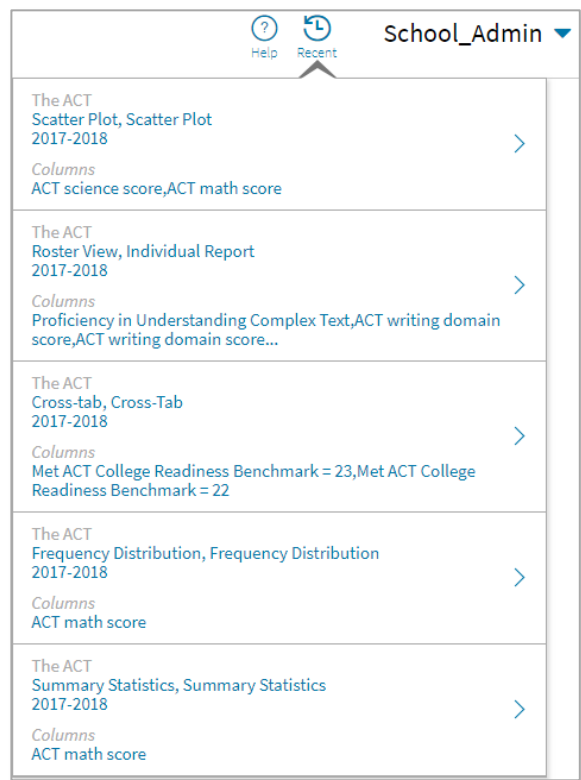 Help Recent School_Admin
The ACT
Scatter Plot, Scatter Plot
2017-2018
Columns
ACT science score,ACT math score
The ACT
Roster View, Individual Report
2017-2018
Columns
Proficiency in Understanding Complex Text,ACT writing domain
score,ACT writing domain score...
The ACT
Cross-tab, Cross-Tab
2017-2018
Columns
Met ACT College Readiness Benchmark = 23,Met ACT College
Readiness Benchmark = 22
The ACT
Frequency Distribution, Frequency Distribution
2017-2018
Columns
ACT math score
The ACT
Summary Statistics, Summary Statistics
2017-2018
Columns
ACT math score